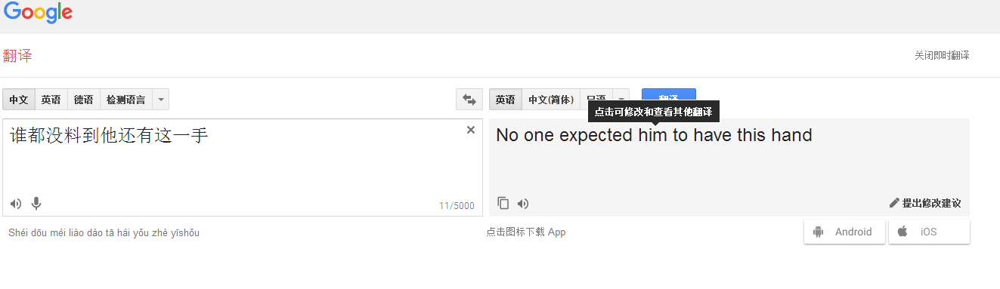 Google
翻译
关闭即时翻译
中文 英语 德语 检测语言
英语 中文(简体) 日语 翻译
点击可修改和查看其他翻译
谁都没料到他还有这一手
No one expected him to have this hand
11/5000
提出修改建议
Shéi dōu méi liào dào tā hái yǒu zhè yīshǒu
点击图标下载 App
Android
iOS